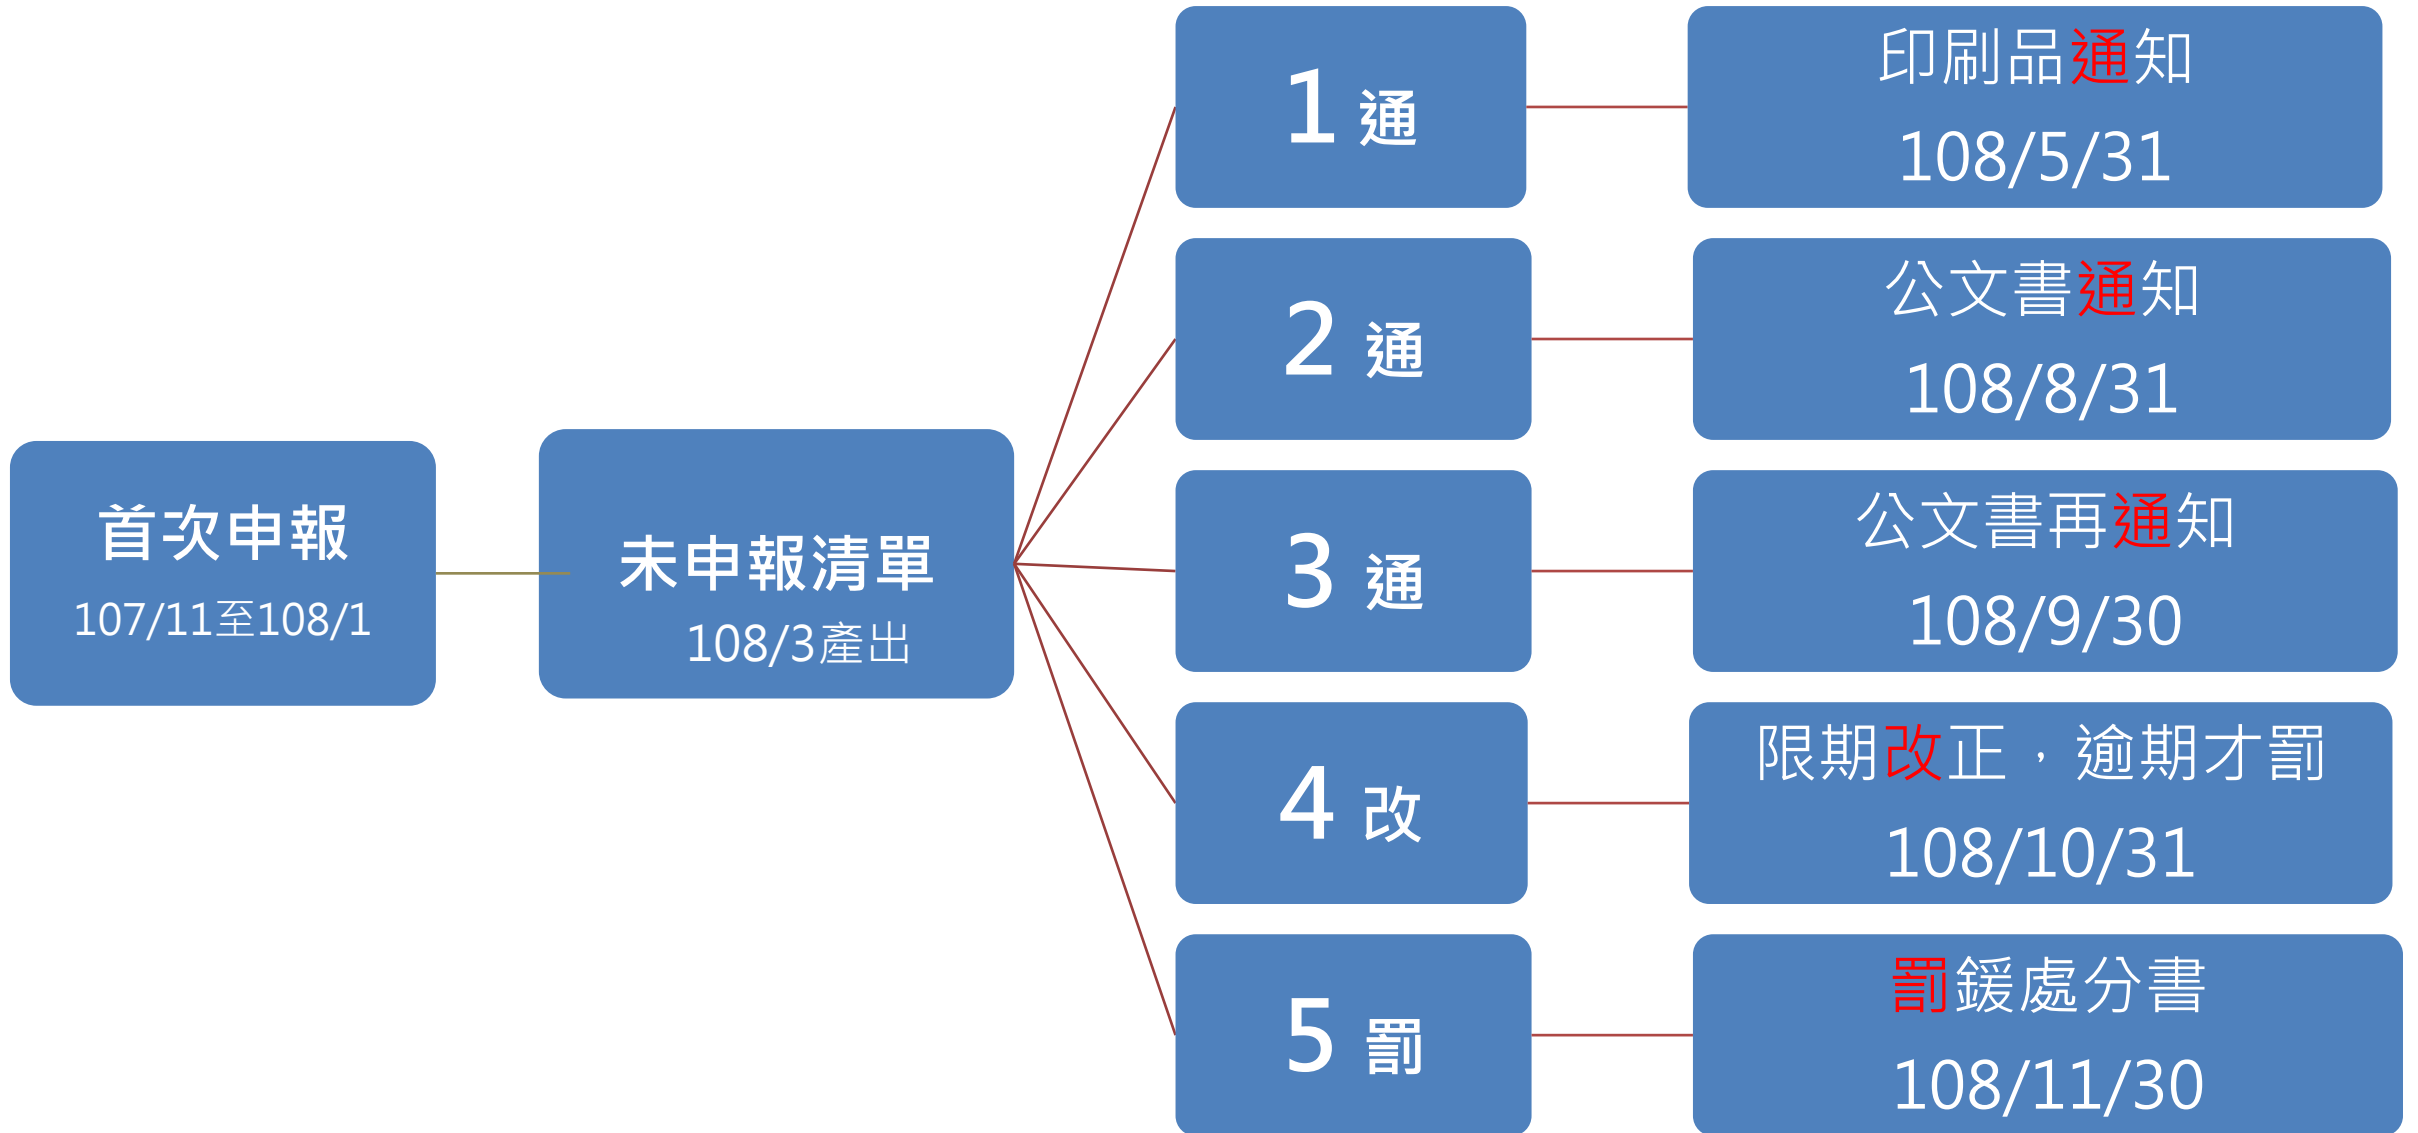 首次申報
107/11至108/1
未申報清單
108/3產出
1 通
印刷品通知
108/5/31
2 通
公文書通知
108/8/31
3 通
公文書再通知
108/9/30
4 改
限期改正，逾期才罰
108/10/31
5 罰
罰鍰處分書
108/11/30